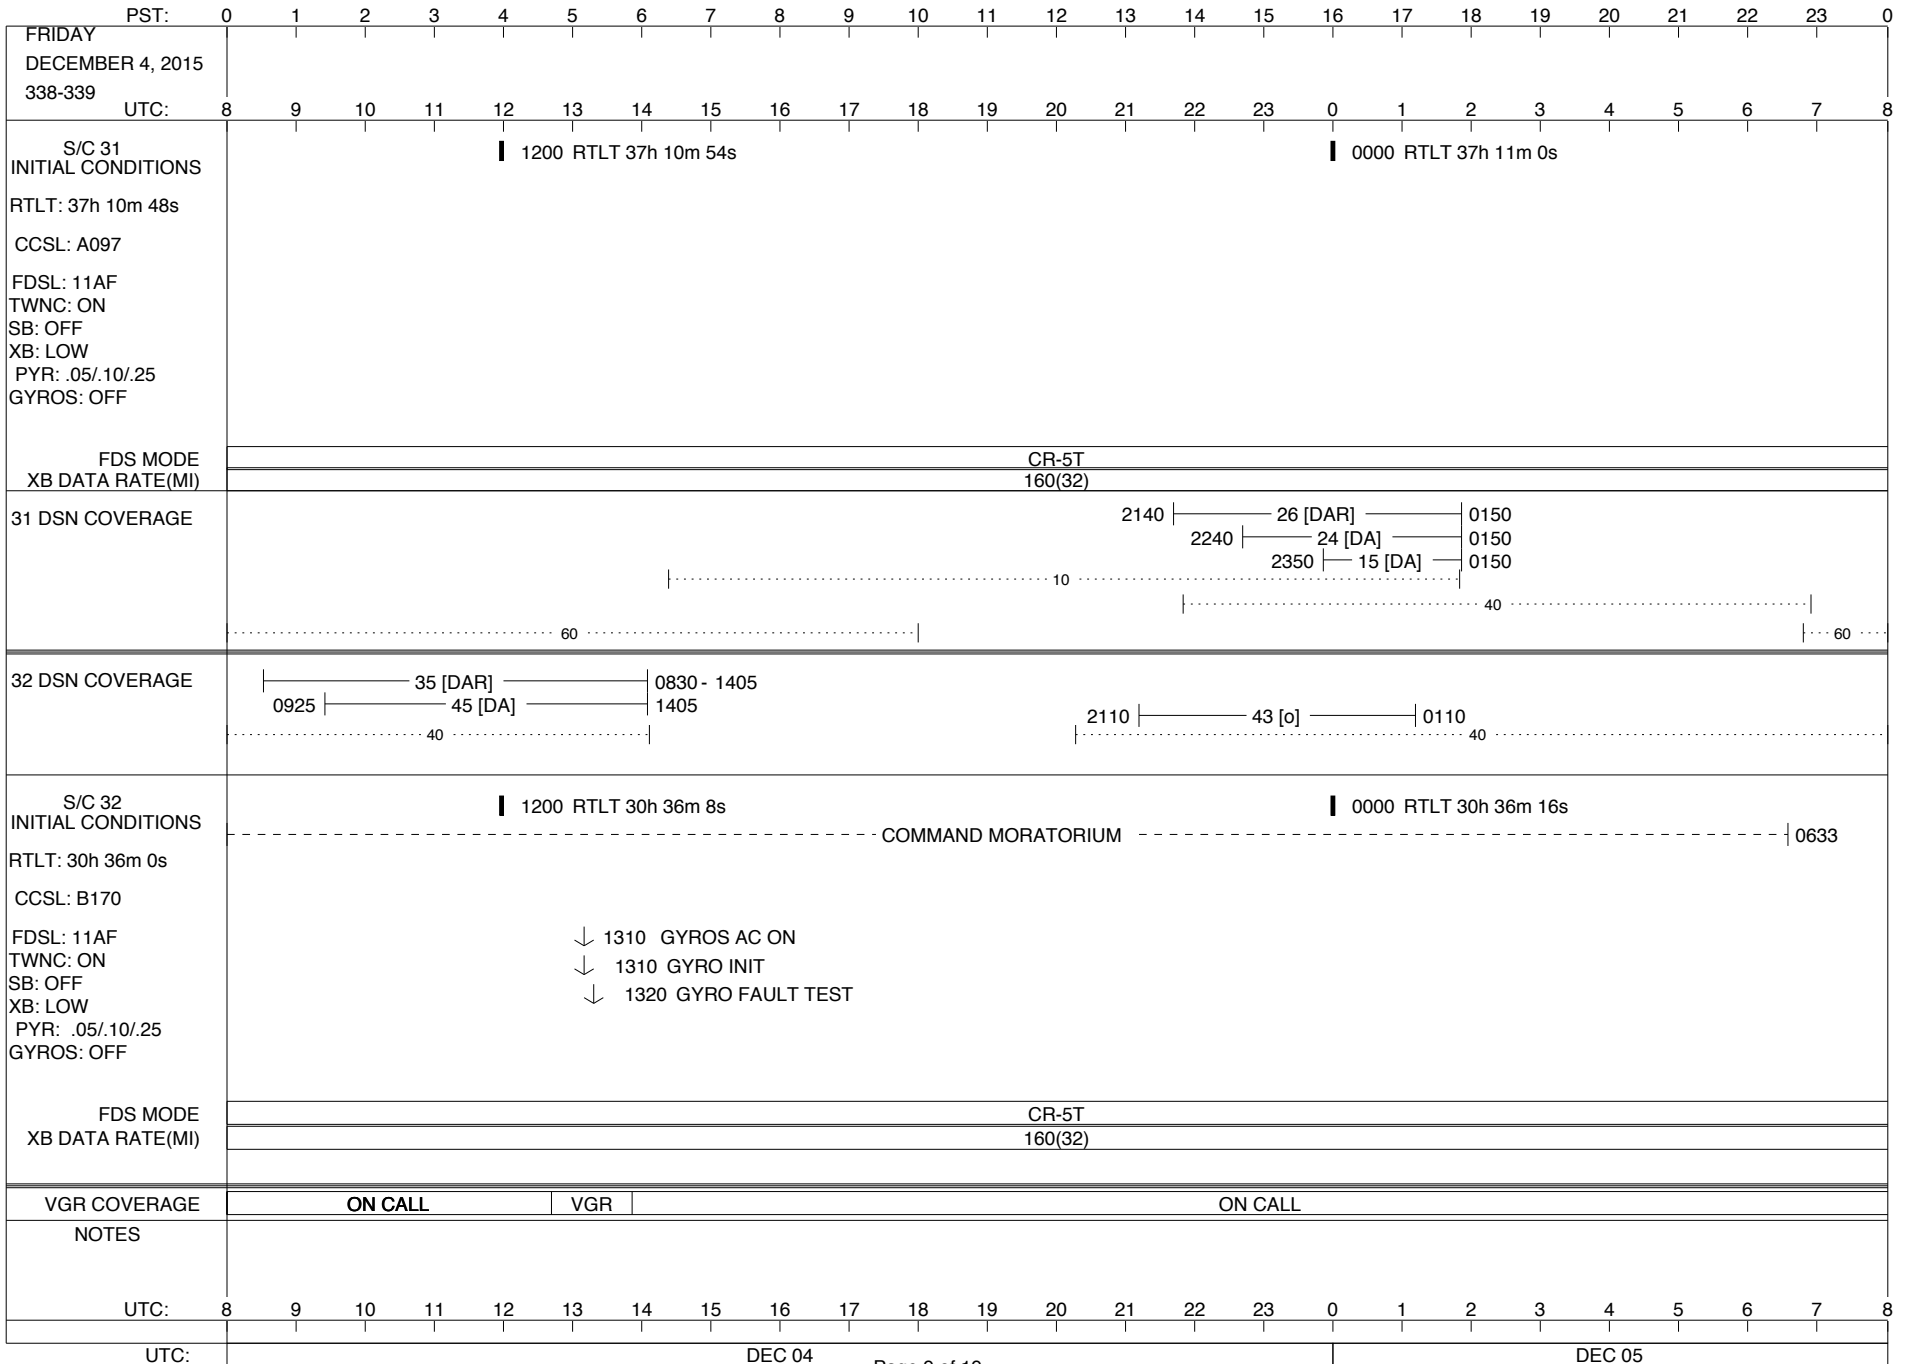 PST: 0 1 2 3 4 5 6 7 8 9 10 11 12 13 14 15 16 17 18 19 20 21 22 23 0
FRIDAY
DECEMBER 4, 2015
338-339
UTC: 8 9 10 11 12 13 14 15 16 17 18 19 20 21 22 23 0 1 2 3 4 5 6 7 8
S/C 31
INITIAL CONDITIONS
1200 RTLT 37h 10m 54s
0000 RTLT 37h 11m 0s
RTLT: 37h 10m 48s
CCSL: A097
FDSL: 11AF
TWNC: ON
SB: OFF
XB: LOW
PYR: .05/.10/.25
GYROS: OFF
FDS MODE CR-5T
XB DATA RATE(MI) 160(32)
31 DSN COVERAGE
2140 26 [DAR] 0150
2240 24 [DA] 0150
2350 15 [DA] 0150
10
40
60 60
32 DSN COVERAGE
35 [DAR] 0830 - 1405
0925 45 [DA] 1405
2110 43 [o] 0110
40 40
S/C 32
INITIAL CONDITIONS
1200 RTLT 30h 36m 8s
0000 RTLT 30h 36m 16s
COMMAND MORATORIUM 0633
RTLT: 30h 36m 0s
CCSL: B170
FDSL: 11AF
TWNC: ON
SB: OFF
XB: LOW
PYR: .05/.10/.25
GYROS: OFF
1310 GYROS AC ON
1310 GYRO INIT
1320 GYRO FAULT TEST
FDS MODE CR-5T
XB DATA RATE(MI) 160(32)
VGR COVERAGE ON CALL VGR ON CALL
NOTES
UTC: 8 9 10 11 12 13 14 15 16 17 18 19 20 21 22 23 0 1 2 3 4 5 6 7 8
UTC: DEC 04 DEC 05